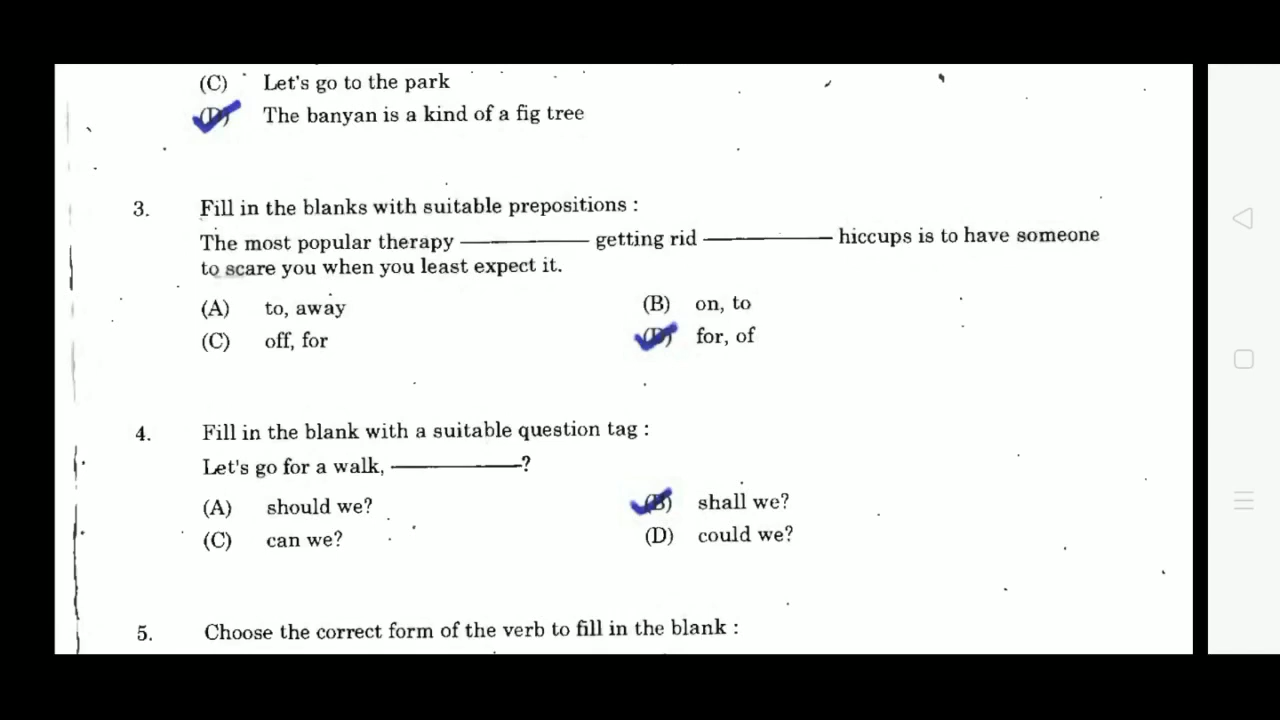 (C) Let's go to the park
(D) The banyan is a kind of a fig tree
3. Fill in the blanks with suitable prepositions :
The most popular therapy ———— getting rid ———— hiccups is to have someone
to scare you when you least expect it.
(A) to, away (B) on, to
(C) off, for (D) for, of
4. Fill in the blank with a suitable question tag :
Let's go for a walk, ————?
(A) should we? (B) shall we?
(C) can we? (D) could we?
5. Choose the correct form of the verb to fill in the blank :